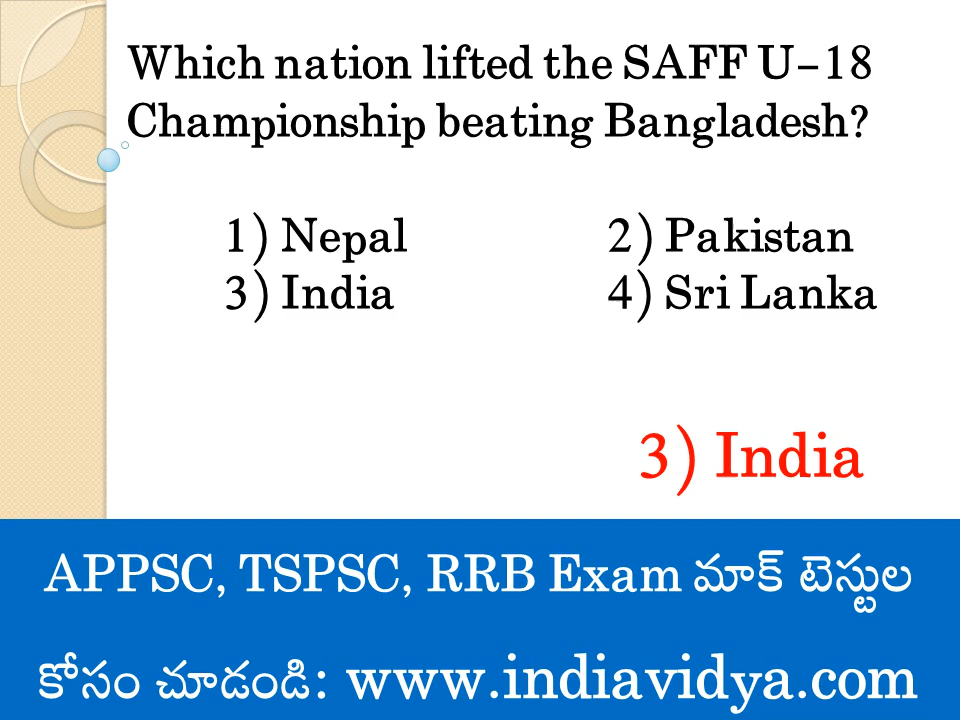 Which nation lifted the SAFF U-18
Championship beating Bangladesh?
1) Nepal 2) Pakistan
3) India 4) Sri Lanka
3) India
APPSC, TSPSC, RRB Exam మాక్ టెస్టుల
కోసం చూడండి: www.indiavidya.com